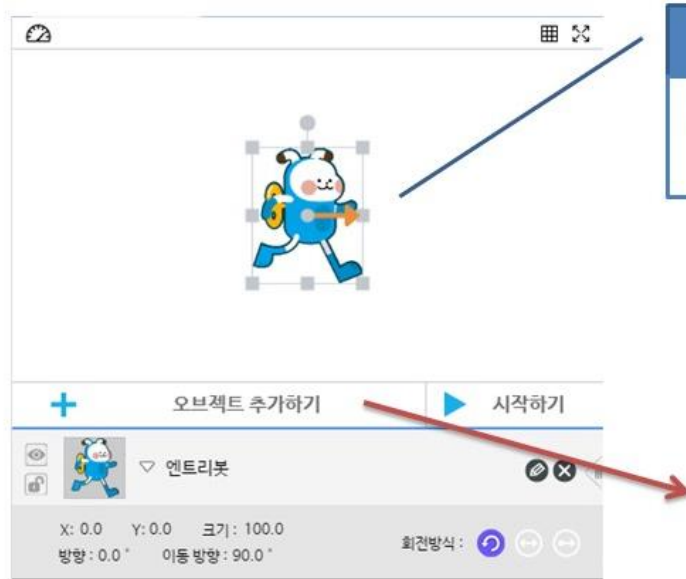 오브젝트 추가하기
시작하기
엔트리봇
X: 0.0 Y: 0.0 크기 : 100.0
방향 : 0.0 ˚ 이동 방향 : 90.0 ˚
회전방식 :